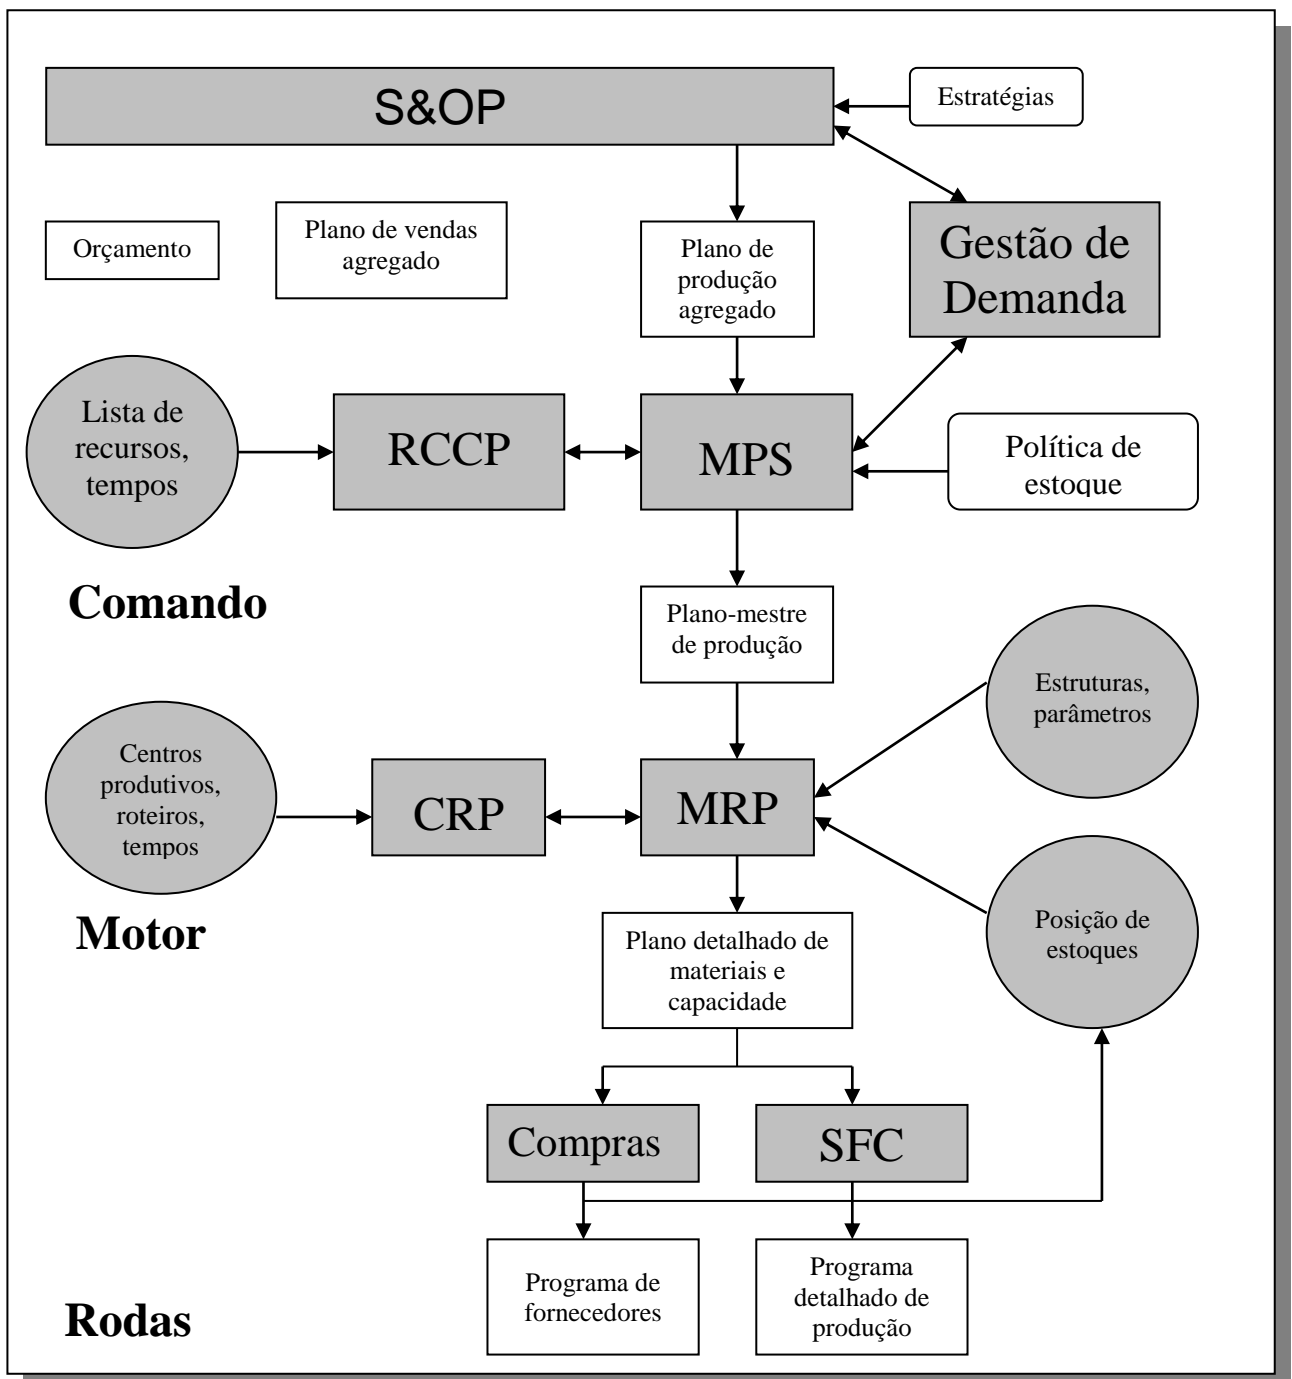 S&OP
Estratégias
Orçamento
Plano de vendas
agregado
Plano de
produção
agregado
Gestão de
Demanda
Lista de
recursos,
tempos
RCCP
MPS
Política de
estoque
Comando
Plano-mestre
de produção
Estruturas,
parâmetros
Centros
produtivos,
roteiros,
tempos
CRP
MRP
Motor
Plano detalhado de
materiais e
capacidade
Posição de
estoques
Compras
SFC
Programa de
fornecedores
Programa
detalhado de
produção
Rodas